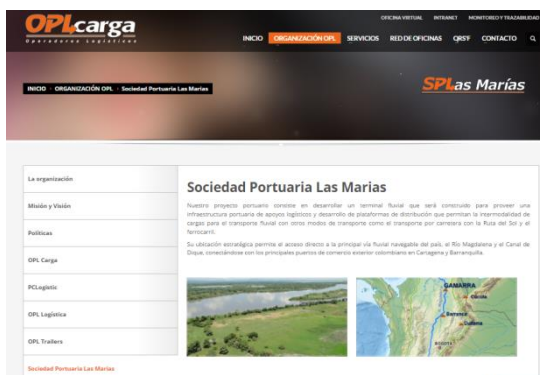 OPLcarga
Operadores Logísticos
OFICINA VIRTUAL INTRANET MONITOREO Y TRAZABILIDAD
INICIO ORGANIZACIÓN OPL SERVICIOS RED DE OFICINAS QRSF CONTACTO
INICIO ORGANIZACIÓN OPL Sociedad Portuaria Las Marias
SPLas Marías
La organización
Misión y Visión
Políticas
OPL Carga
PCLogistic
OPL Logística
OPL Trailers
Sociedad Portuaria Las Marias
Sociedad Portuaria Las Marias
Nuestro proyecto portuario consiste en desarrollar un terminal fluvial que será construido para proveer una
infraestructura portuaria de apoyos logísticos y desarrollo de plataformas de distribución que permitan la intermodalidad de
cargas para el transporte fluvial con otros modos de transporte como el transporte por carretera con la Ruta del Sol y el
ferrocarril.
Su ubicación estratégica permite el acceso directo a la principal vía fluvial navegable del país, el Río Magdalena y el Canal de
Dique, conectándose con los principales puertos de comercio exterior colombiano en Cartagena y Barranquilla.
GAMARRA
Cúcuta
Barranca
BOGOTÁ